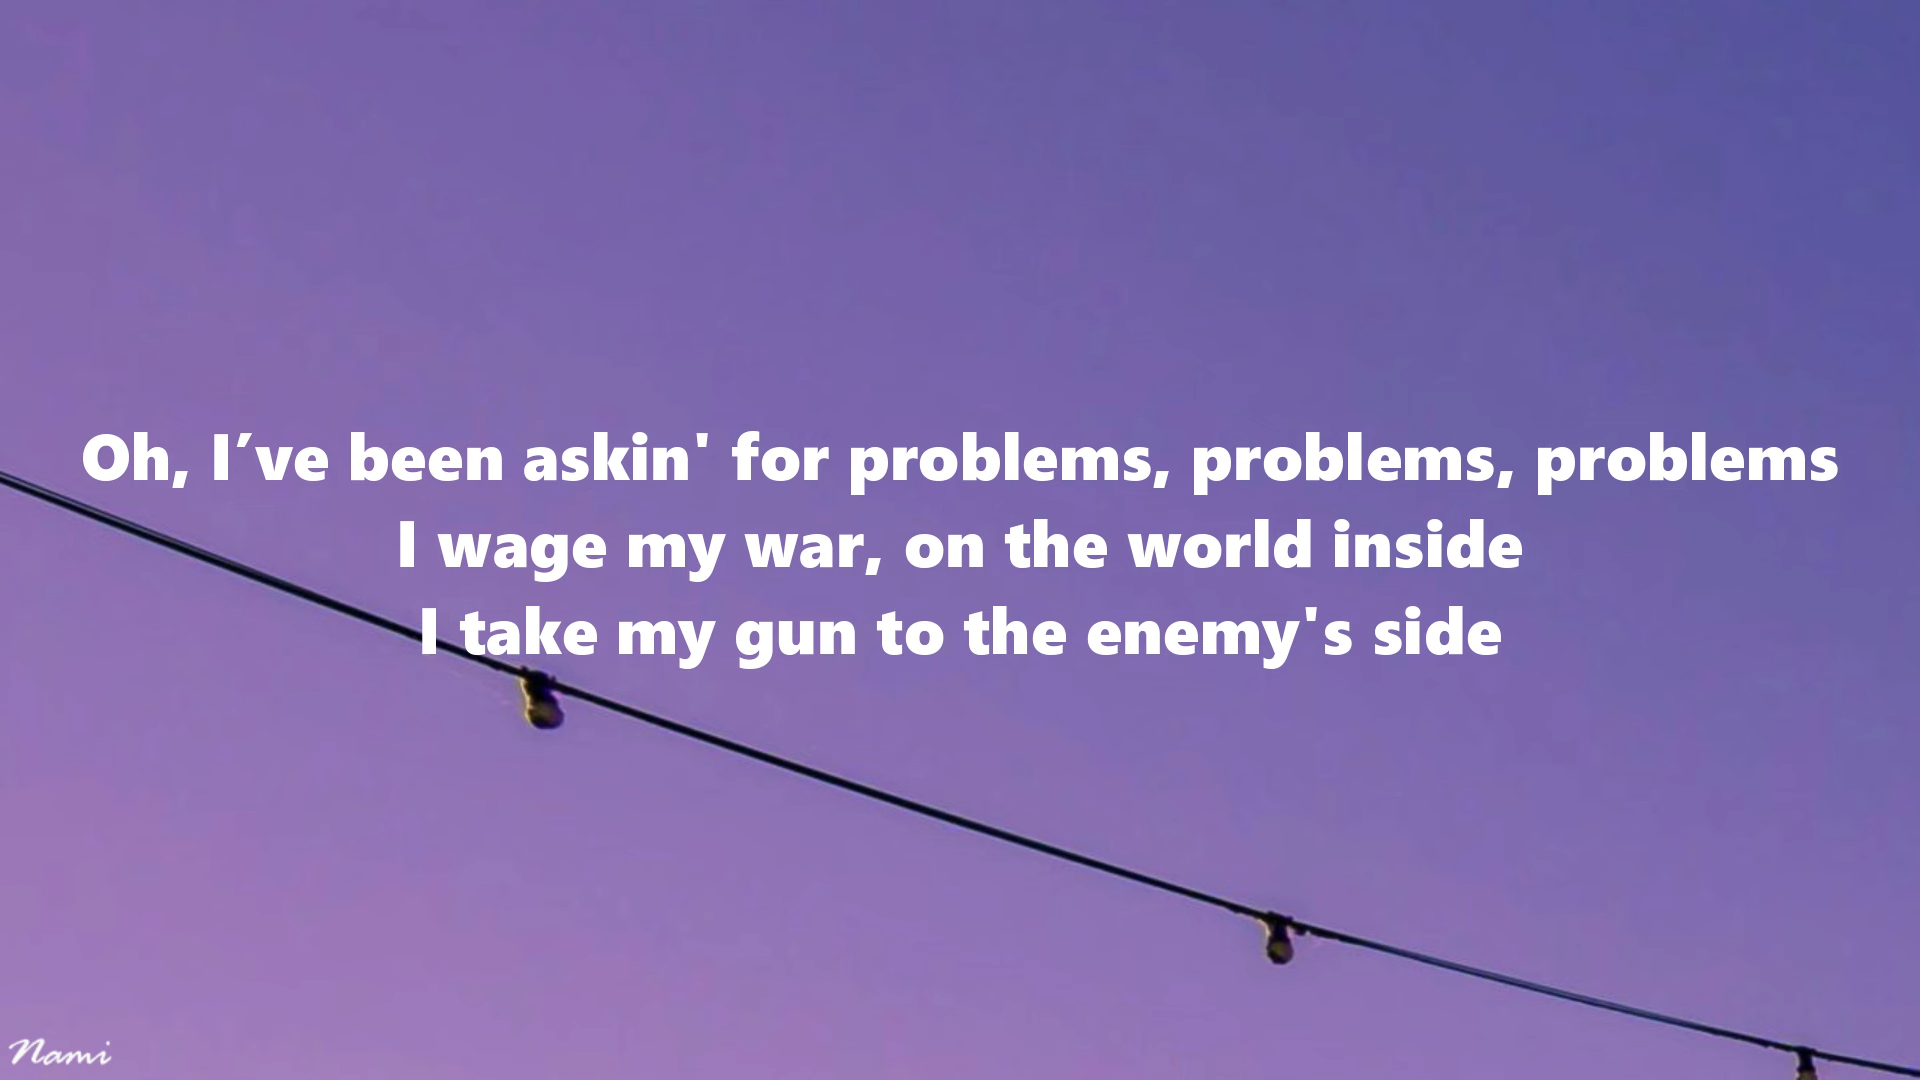 Oh, I´ve been askin' for problems, problems, problems
I wage my war, on the world inside
I take my gun to the enemy's side
Nami